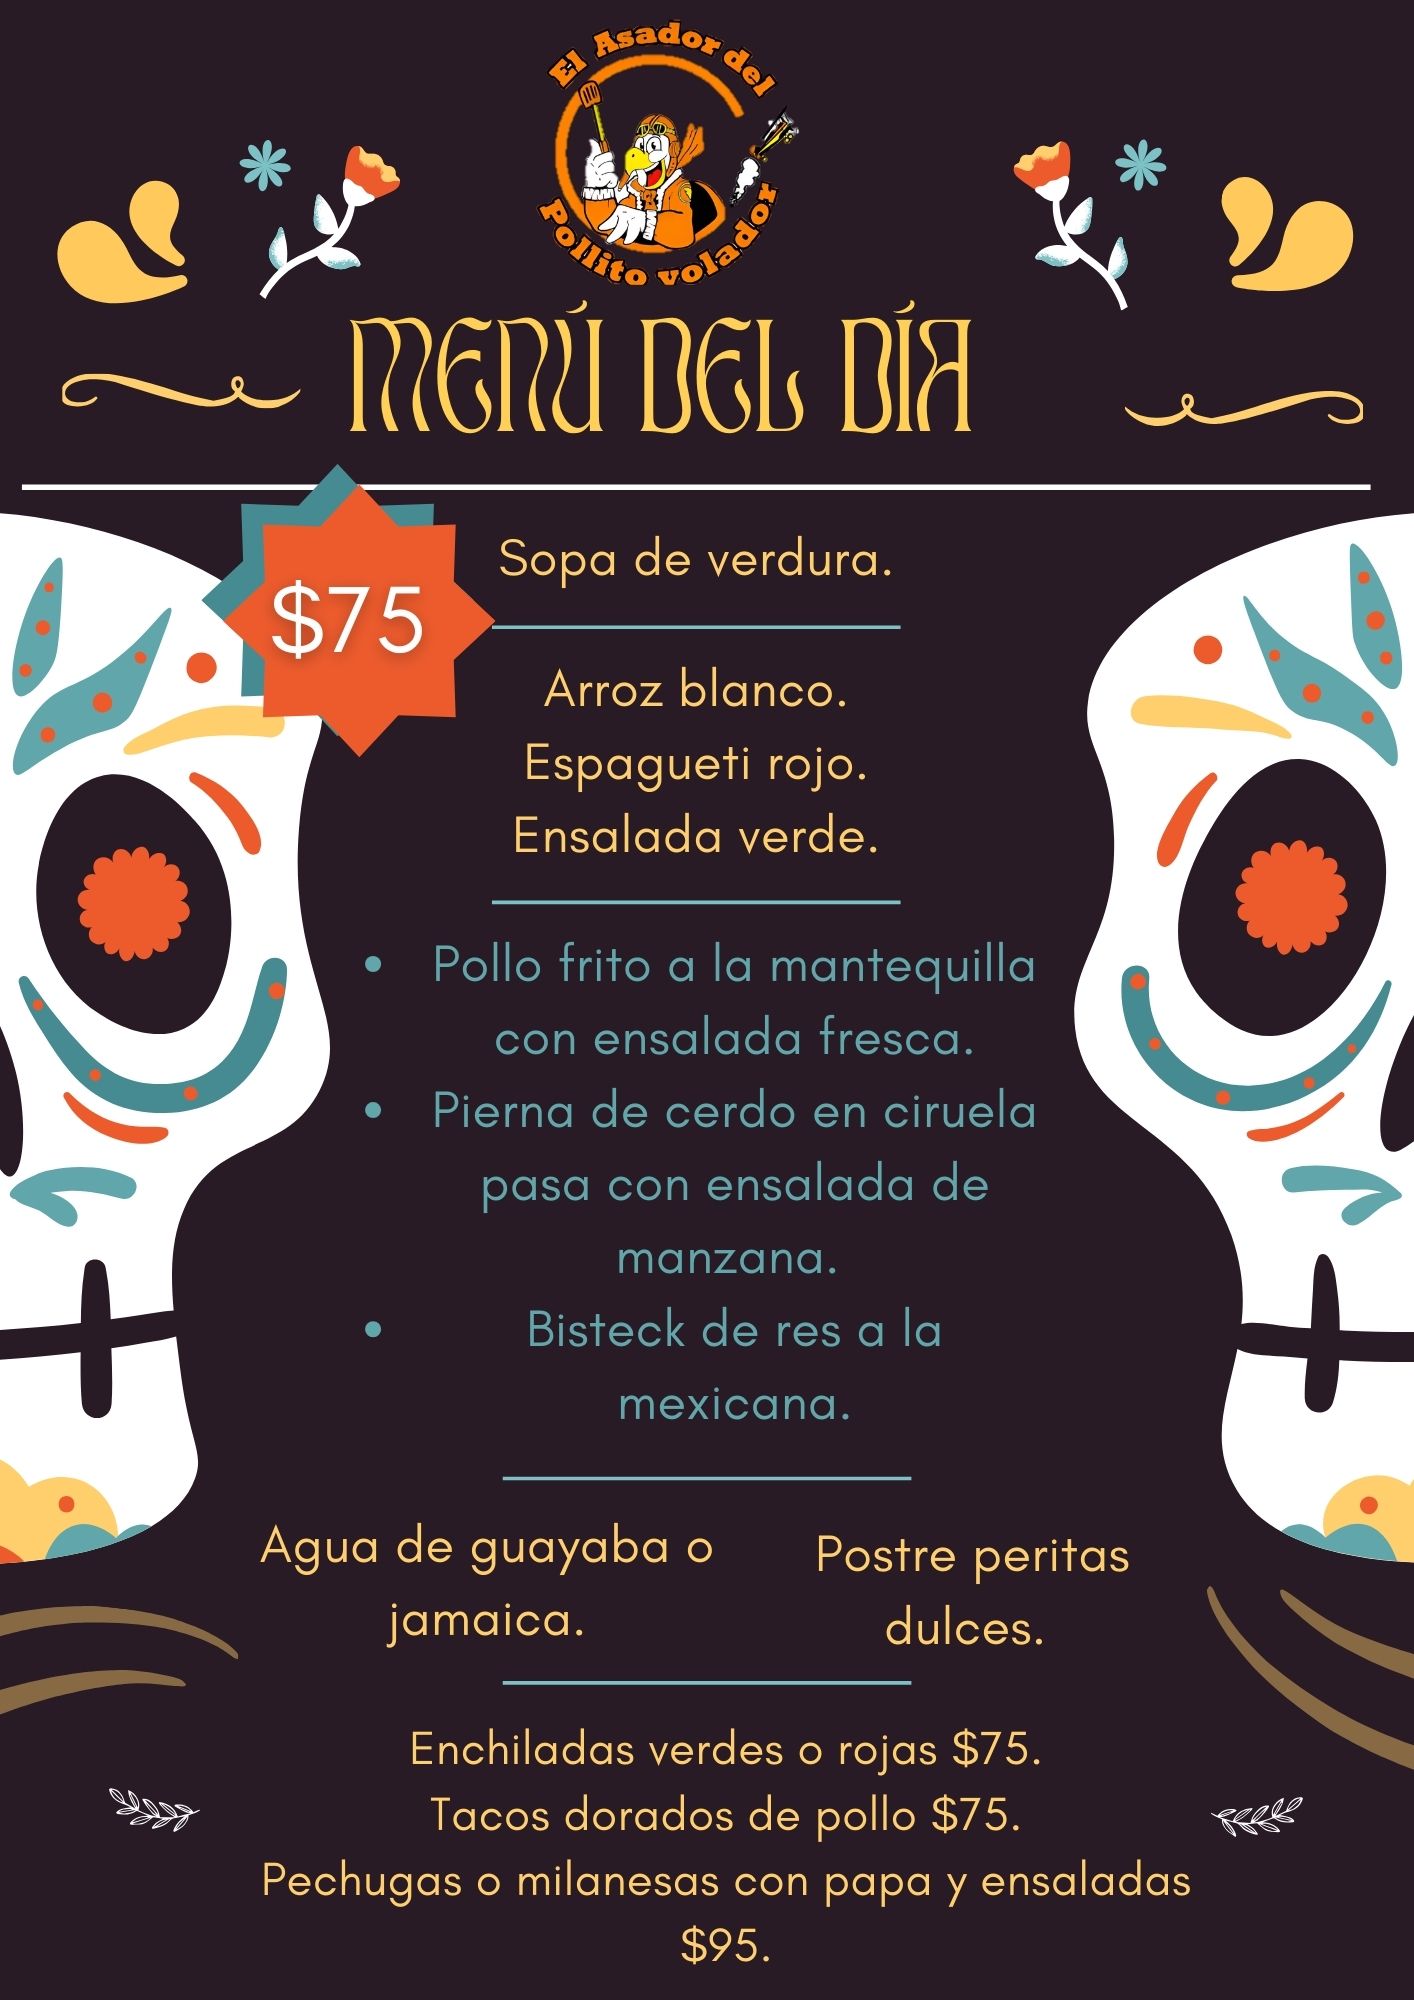 El Asador del
Pollito volador
MENÚ DEL DÍA
$75
Sopa de verdura.
Arroz blanco.
Espagueti rojo.
Ensalada verde.
• Pollo frito a la mantequilla
con ensalada fresca.
• Pierna de cerdo en ciruela
pasa con ensalada de
manzana.
• Bisteck de res a la
mexicana.
Agua de guayaba o
jamaica.
Postre peritas
dulces.
Enchiladas verdes o rojas $75.
Tacos dorados de pollo $75.
Pechugas o milanesas con papa y ensaladas
$95.